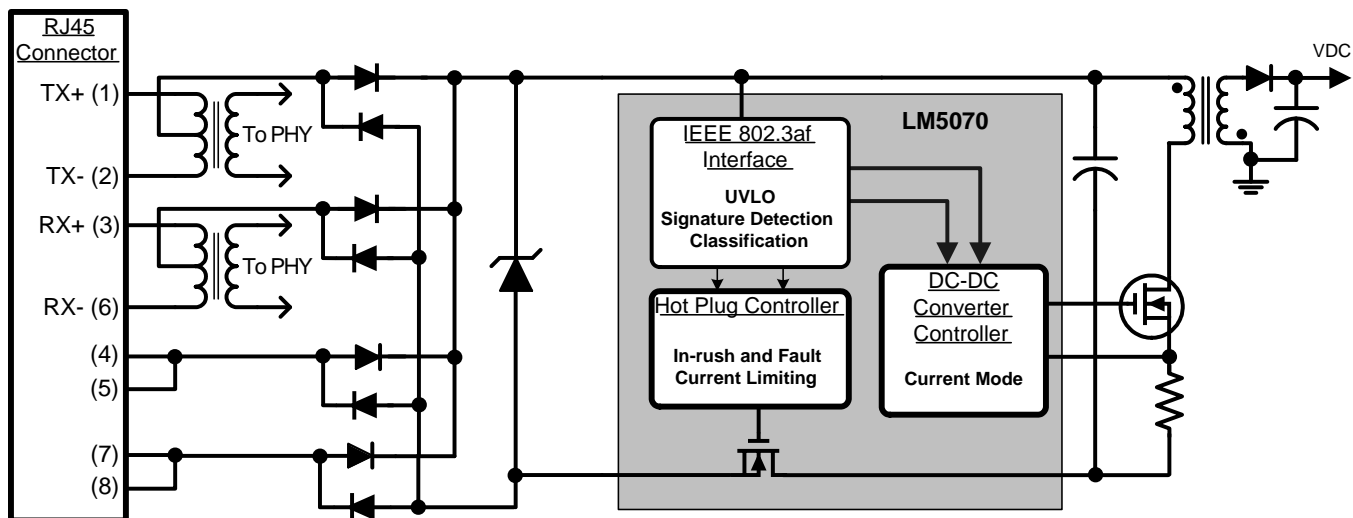 RJ45
Connector
TX+ (1)
TX- (2)
RX+ (3)
RX- (6)
(4)
(5)
(7)
(8)
To PHY
To PHY
LM5070
IEEE 802.3af
Interface
UVLO
Signature Detection
Classification
Hot Plug Controller
In-rush and Fault
Current Limiting
DC-DC
Converter
Controller
Current Mode
VDC